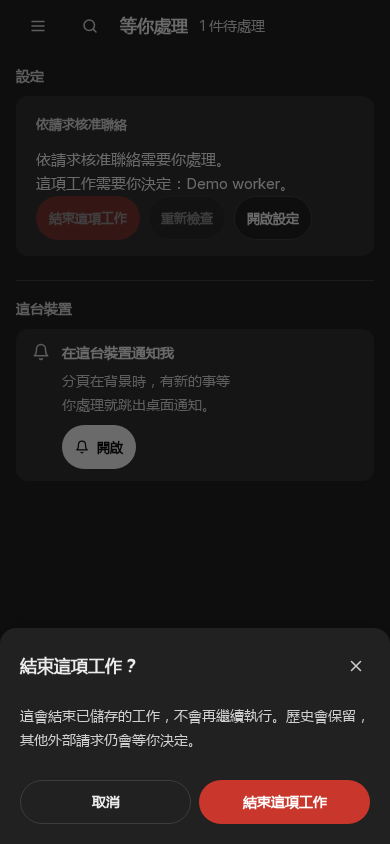 等你處理 1 件待處理
設定
依請求核准聯絡
依請求核准聯絡需要你處理。
這項工作需要你決定：Demo worker。
結束這項工作 重新檢查 開啟設定
這台裝置
在這台裝置通知我
分頁在背景時，有新的事等
你處理就跳出桌面通知。
開啟
結束這項工作？
這會結束已儲存的工作，不會再繼續執行。歷史會保留，
其他外部請求仍會等你決定。
取消 結束這項工作